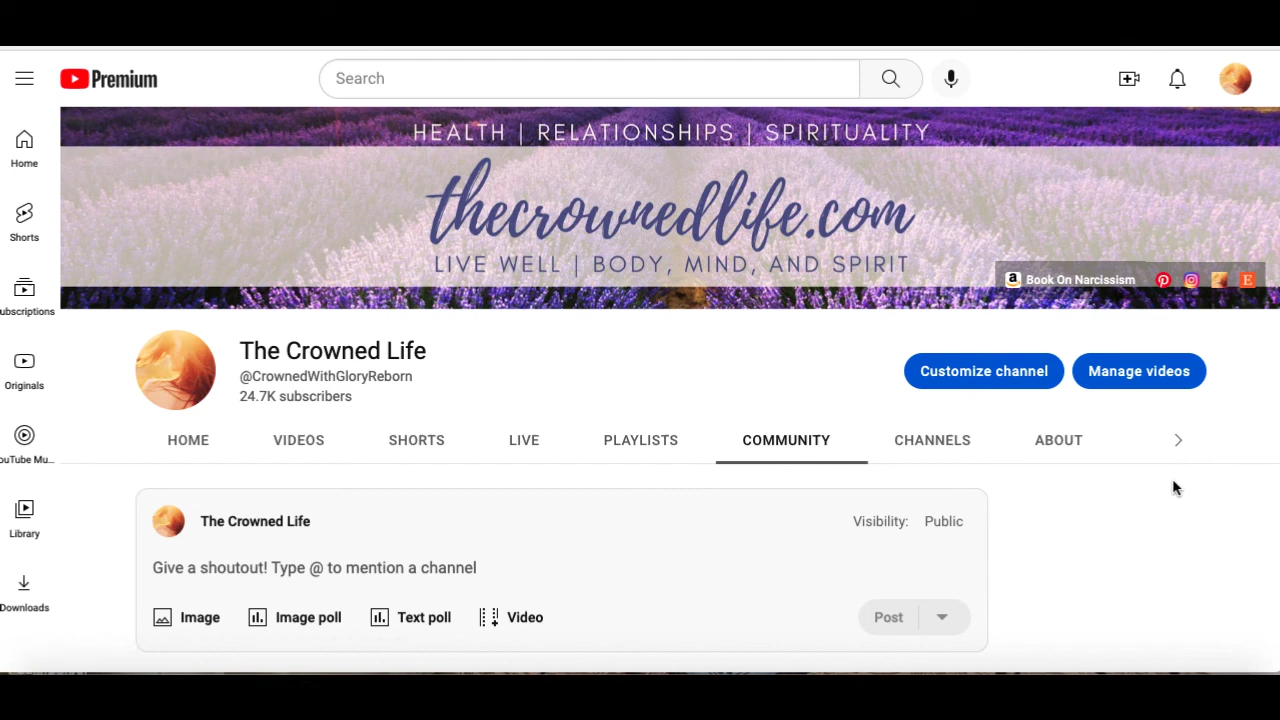 Premium
Search
Home
Shorts
ubscriptions
Originals
ouTube Mu...
Library
Downloads
HEALTH | RELATIONSHIPS | SPIRITUALITY
thecrownedlife.com
LIVE WELL | BODY, MIND, AND SPIRIT
a Book On Narcissism
The Crowned Life
@CrownedWithGloryReborn
24.7K subscribers
Customize channel
Manage videos
HOME VIDEOS SHORTS LIVE PLAYLISTS COMMUNITY CHANNELS ABOUT
The Crowned Life
Visibility: Public
Give a shoutout! Type @ to mention a channel
Image Image poll Text poll Video
Post